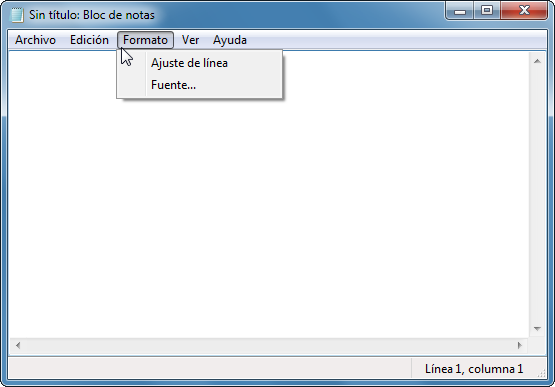 Sin título: Bloc de notas
Archivo Edición Formato Ver Ayuda
Ajuste de línea
Fuente...
Línea 1, columna 1